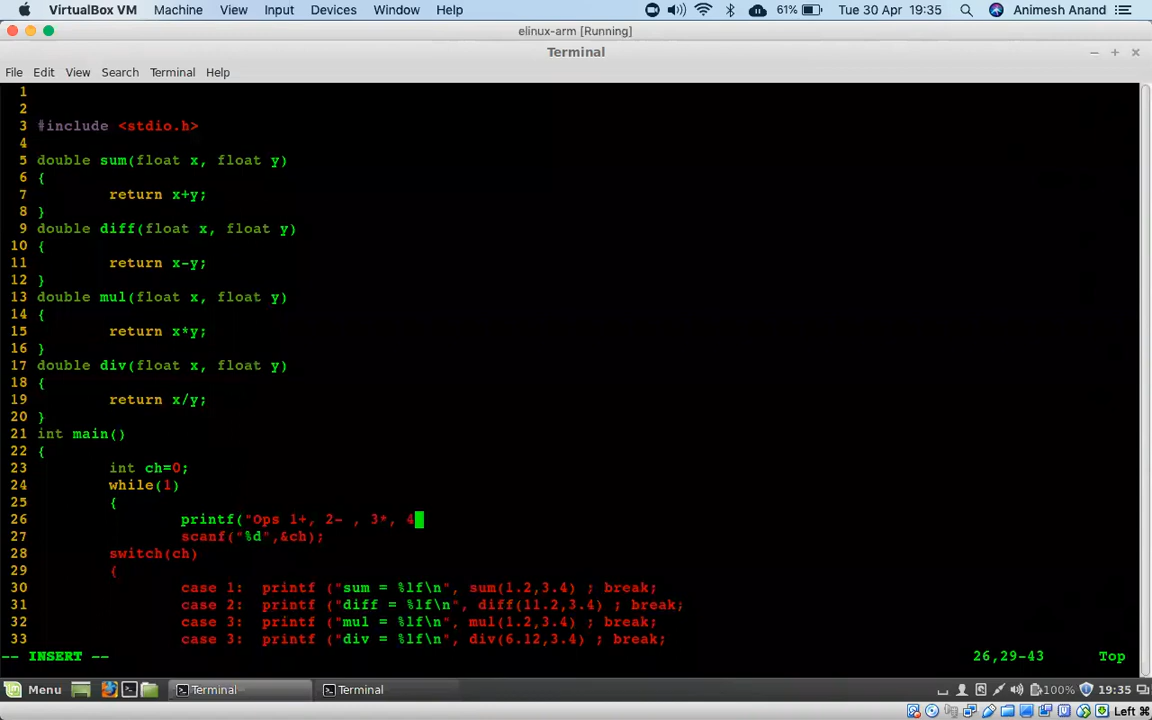 VirtualBox VM Machine View Input Devices Window Help 61% Tue 30 Apr 19:35 Animesh Anand
elinux-arm [Running]
Terminal
File Edit View Search Terminal Help
1
2
3 #include <stdio.h>
4
5 double sum(float x, float y)
6 {
7 return x+y;
8 }
9 double diff(float x, float y)
10 {
11 return x-y;
12 }
13 double mul(float x, float y)
14 {
15 return x*y;
16 }
17 double div(float x, float y)
18 {
19 return x/y;
20 }
21 int main()
22 {
23 int ch=0;
24 while(1)
25 {
26 printf("Ops 1+, 2- , 3*, 4
27 scanf("%d",&ch);
28 switch(ch)
29 {
30 case 1: printf ("sum = %lf\n", sum(1.2,3.4) ; break;
31 case 2: printf ("diff = %lf\n", diff(11.2,3.4) ; break;
32 case 3: printf ("mul = %lf\n", mul(1.2,3.4) ; break;
33 case 3: printf ("div = %lf\n", div(6.12,3.4) ; break;
-- INSERT -- 26,29-43 Top
Menu Terminal Terminal 100% 19:35
Left ⌘